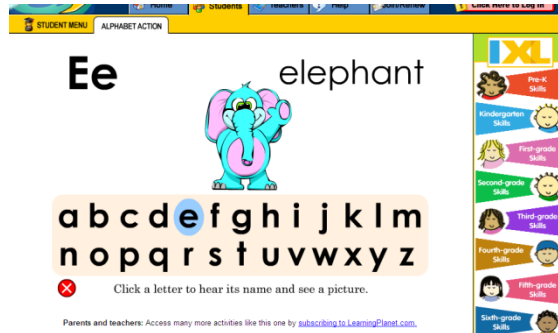 Home Students Teachers Help Join/Renew Click Here to Log In
STUDENT MENU ALPHABET ACTION
Ee elephant
a b c d e f g h i j k l m
n o p q r s t u v w x y z
Click a letter to hear its name and see a picture.
Parents and teachers: Access many more activities like this one by subscribing to LearningPlanet.com.
IXL
Pre-K
Skills
Kindergarten
Skills
First-grade
Skills
Second-grade
Skills
Third-grade
Skills
Fourth-grade
Skills
Fifth-grade
Skills
Sixth-grade
Skills